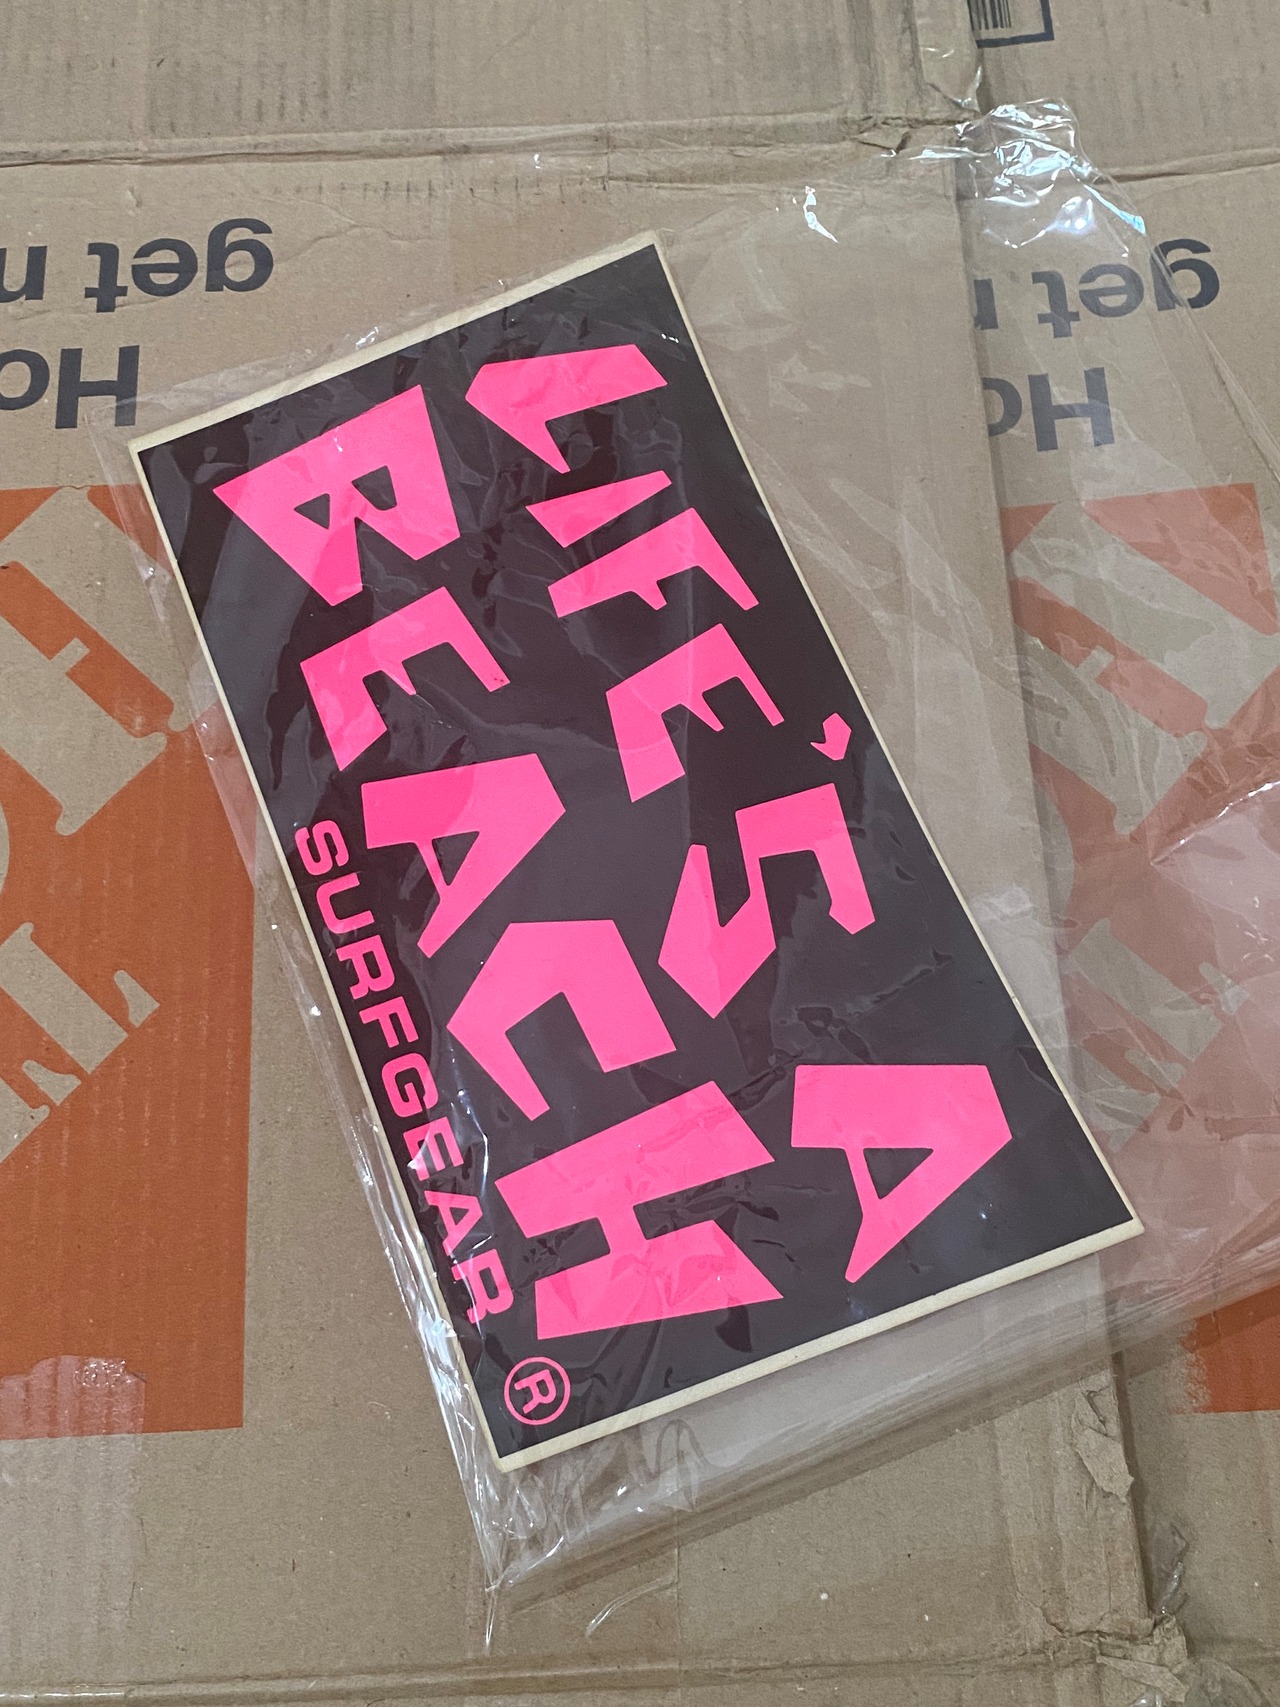 LIFE'S A
BEACH
SURFGEAR®
Ho
get m
Ho
get